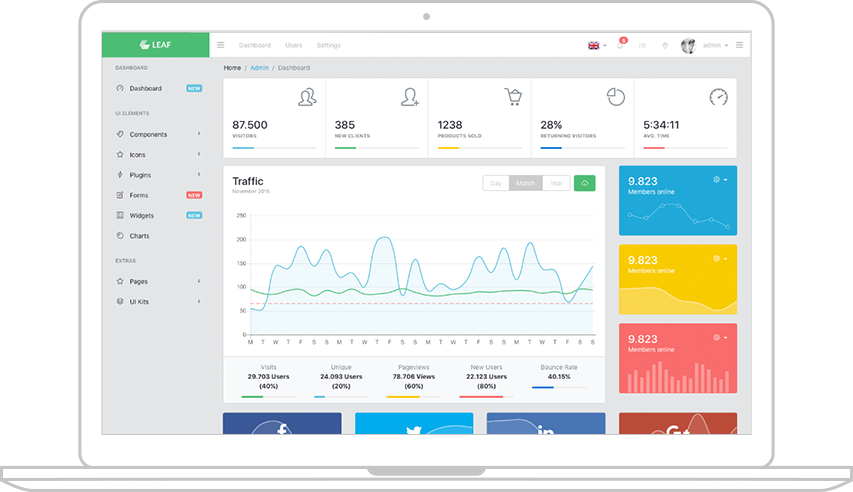 LEAF
Dashboard Users Settings
5
admin
DASHBOARD
Dashboard NEW
UI ELEMENTS
Components
Icons
Plugins
Forms NEW
Widgets NEW
Charts
EXTRAS
Pages
UI Kits
Home / Admin / Dashboard
87.500
VISITORS
385
NEW CLIENTS
1238
PRODUCTS SOLD
28%
RETURNING VISITORS
5:34:11
AVG. TIME
Traffic
November 2015
Day Month Year
250
200
150
100
50
0
M T W T F S S M T W T F S S M T W T F S S M T W T F S S
Visits
29.703 Users
(40%)
Unique
24.093 Users
(20%)
Pageviews
78.706 Views
(60%)
New Users
22.123 Users
(80%)
Bounce Rate
40.15%
9.823
Members online
9.823
Members online
9.823
Members online
f
in
G+